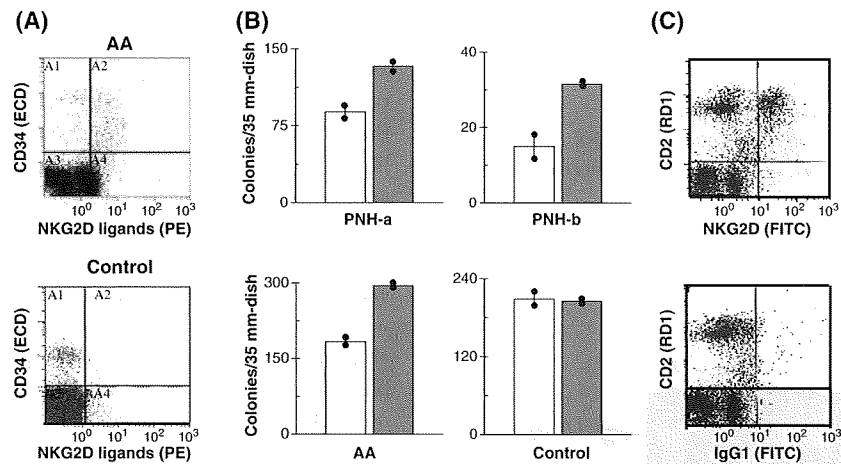 (A)
AA
A1 A2
A3 A4
CD34 (ECD)
10⁰ 10¹ 10² 10³
NKG2D ligands (PE)
Control
A1 A2
A4
CD34 (ECD)
10⁰ 10¹ 10² 10³
NKG2D ligands (PE)
(B)
Colonies/35 mm-dish
150
75
0
PNH-a
40
20
0
PNH-b
Colonies/35 mm-dish
300
150
0
AA
240
120
0
Control
(C)
CD2 (RD1)
10⁰ 10¹ 10² 10³
NKG2D (FITC)
CD2 (RD1)
10⁰ 10¹ 10² 10³
IgG1 (FITC)